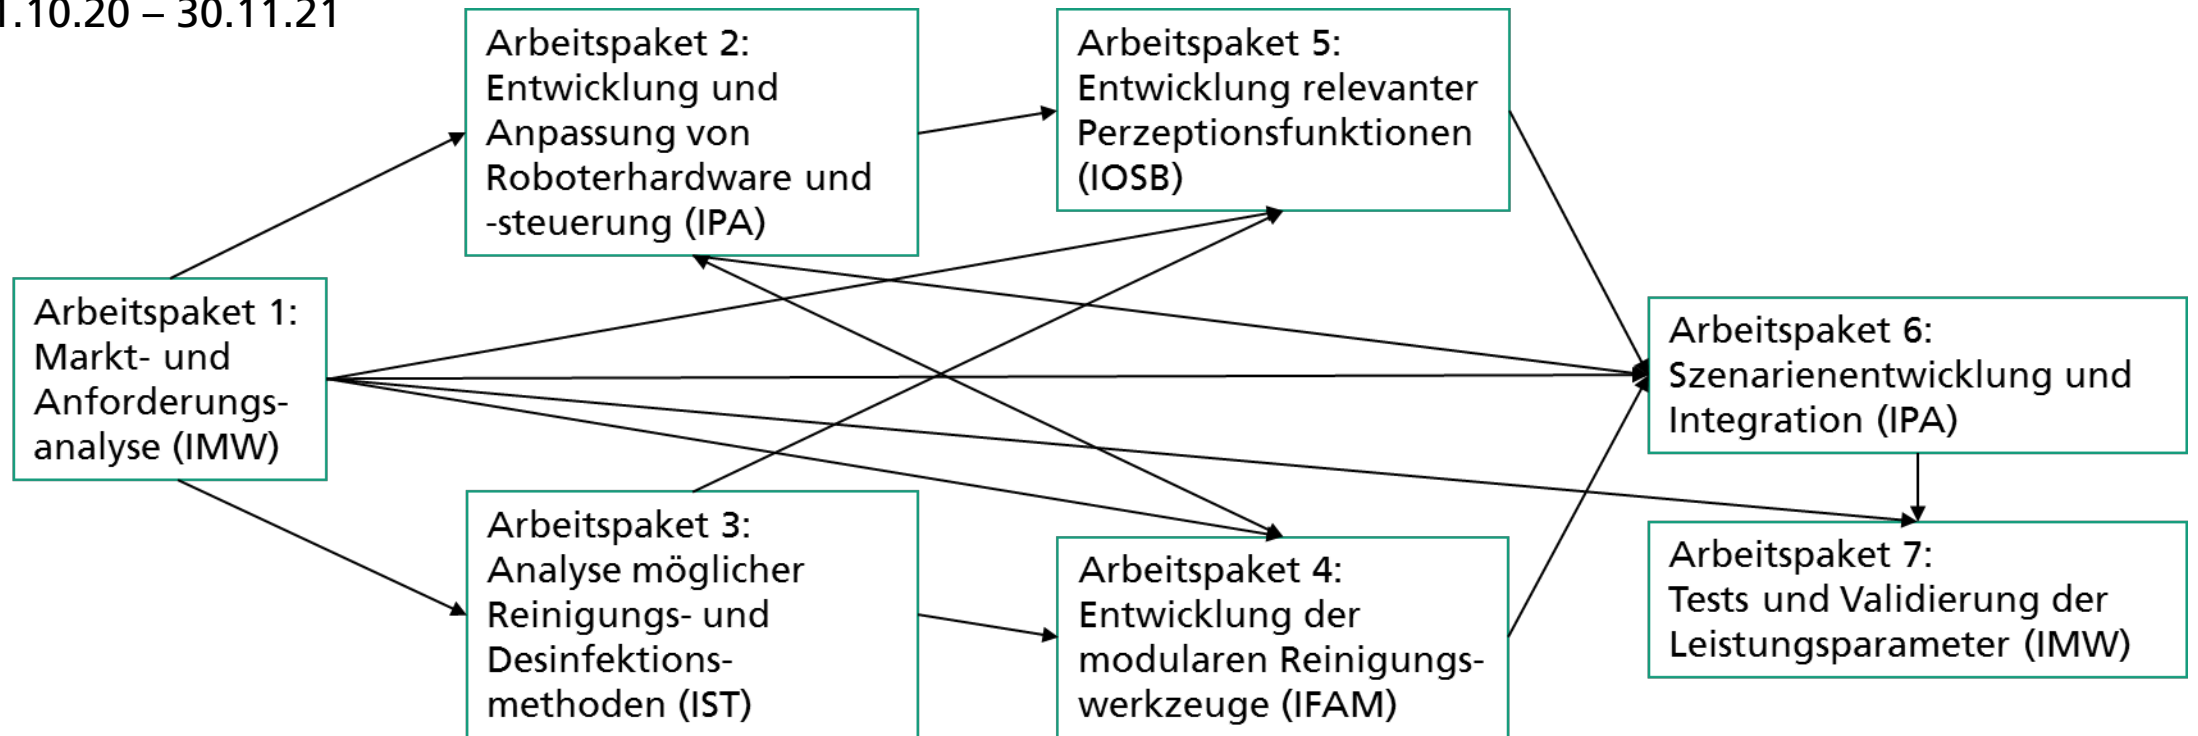 1.10.20 – 30.11.21
Arbeitspaket 2:
Entwicklung und
Anpassung von
Roboterhardware und
-steuerung (IPA)
Arbeitspaket 5:
Entwicklung relevanter
Perzeptionsfunktionen
(IOSB)
Arbeitspaket 1:
Markt- und
Anforderungs-
analyse (IMW)
Arbeitspaket 6:
Szenarienentwicklung und
Integration (IPA)
Arbeitspaket 3:
Analyse möglicher
Reinigungs- und
Desinfektions-
methoden (IST)
Arbeitspaket 4:
Entwicklung der
modularen Reinigungs-
werkzeuge (IFAM)
Arbeitspaket 7:
Tests und Validierung der
Leistungsparameter (IMW)